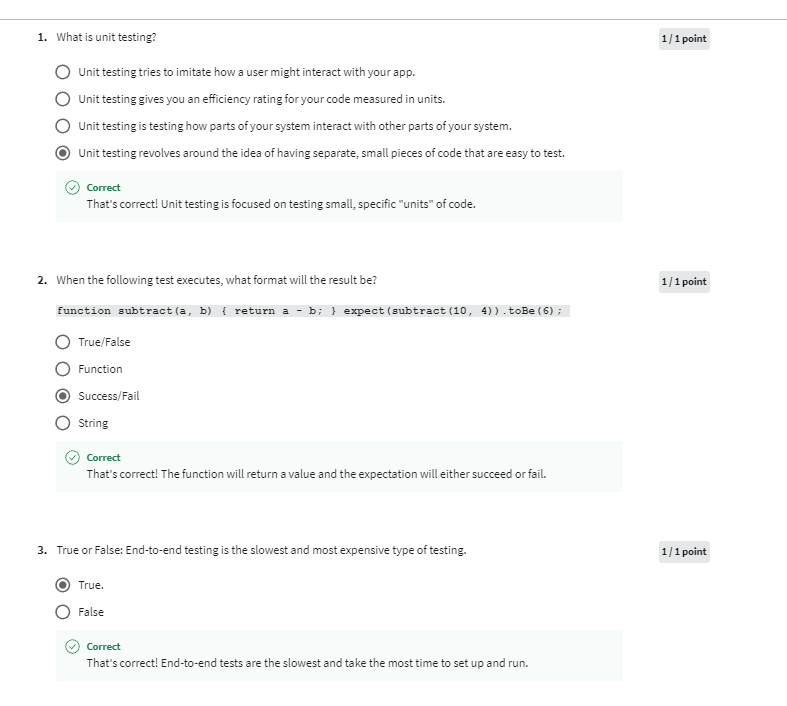 1. What is unit testing?
1 / 1 point
Unit testing tries to imitate how a user might interact with your app.
Unit testing gives you an efficiency rating for your code measured in units.
Unit testing is testing how parts of your system interact with other parts of your system.
Unit testing revolves around the idea of having separate, small pieces of code that are easy to test.
Correct
That's correct! Unit testing is focused on testing small, specific "units" of code.
2. When the following test executes, what format will the result be?
1 / 1 point
function subtract(a, b) { return a - b; } expect(subtract(10, 4)).toBe(6);
True/False
Function
Success/Fail
String
Correct
That's correct! The function will return a value and the expectation will either succeed or fail.
3. True or False: End-to-end testing is the slowest and most expensive type of testing.
1 / 1 point
True.
False
Correct
That's correct! End-to-end tests are the slowest and take the most time to set up and run.